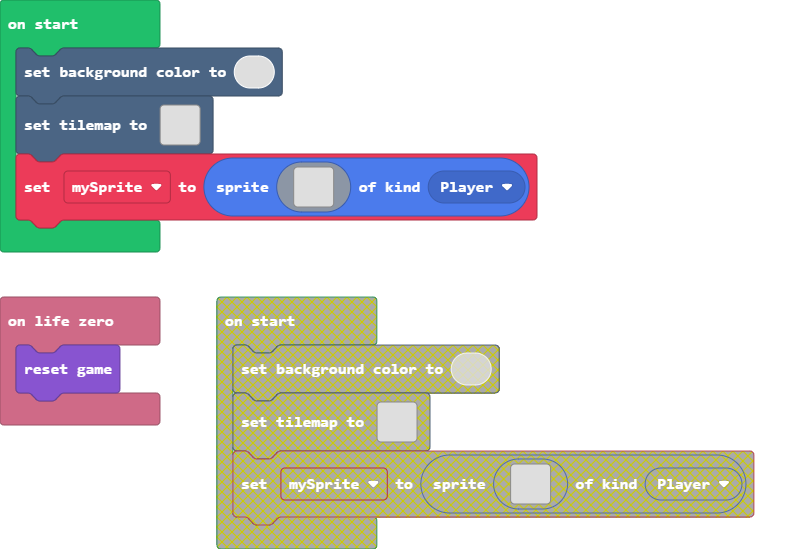 on start
set background color to
set tilemap to
set mySprite to sprite of kind Player
on life zero
reset game
on start
set background color to
set tilemap to
set mySprite to sprite of kind Player